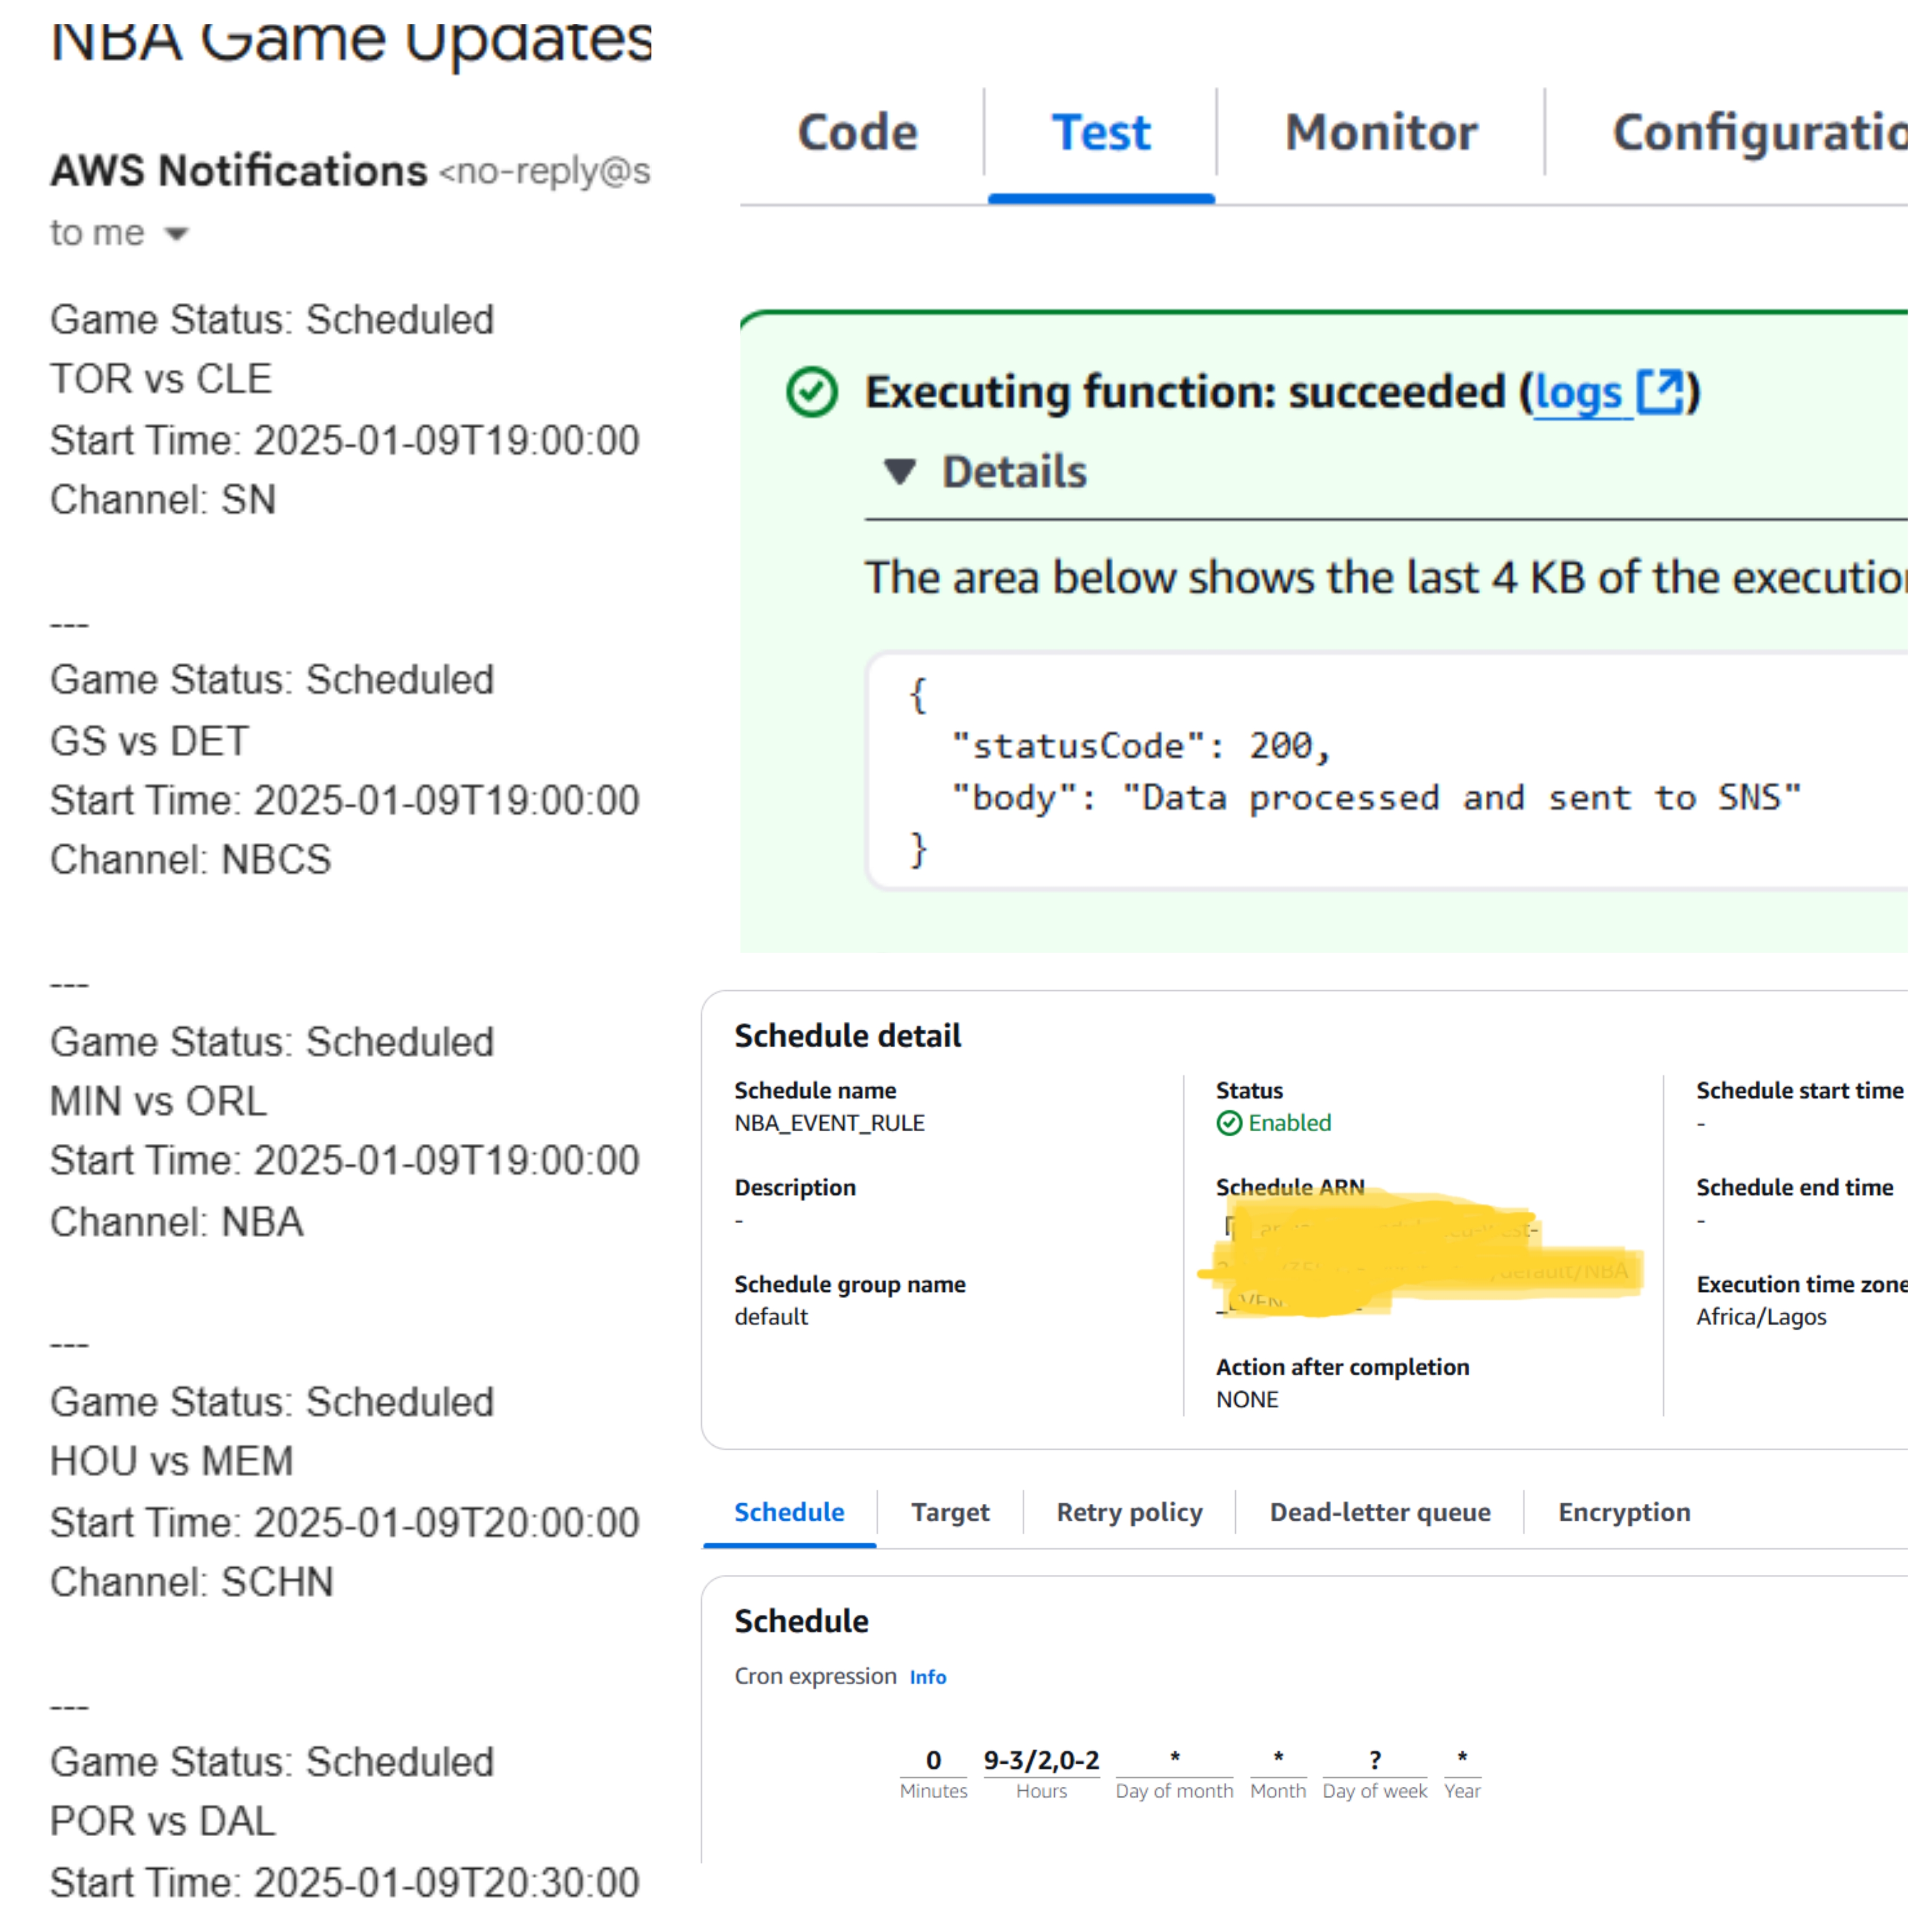 NBA Game Updates
AWS Notifications <no-reply@s
to me
Game Status: Scheduled
TOR vs CLE
Start Time: 2025-01-09T19:00:00
Channel: SN
---
Game Status: Scheduled
GS vs DET
Start Time: 2025-01-09T19:00:00
Channel: NBCS
---
Game Status: Scheduled
MIN vs ORL
Start Time: 2025-01-09T19:00:00
Channel: NBA
---
Game Status: Scheduled
HOU vs MEM
Start Time: 2025-01-09T20:00:00
Channel: SCHN
---
Game Status: Scheduled
POR vs DAL
Start Time: 2025-01-09T20:30:00
Code Test Monitor Configuratio
Executing function: succeeded (logs)
Details
The area below shows the last 4 KB of the execution
{
"statusCode": 200,
"body": "Data processed and sent to SNS"
}
Schedule detail
Schedule name
NBA_EVENT_RULE
Description
-
Schedule group name
default
Status
Enabled
Schedule ARN
/default/NBA
Action after completion
NONE
Schedule start time
-
Schedule end time
-
Execution time zone
Africa/Lagos
Schedule Target Retry policy Dead-letter queue Encryption
Schedule
Cron expression Info
0 9-3/2,0-2 * * ? *
Minutes Hours Day of month Month Day of week Year